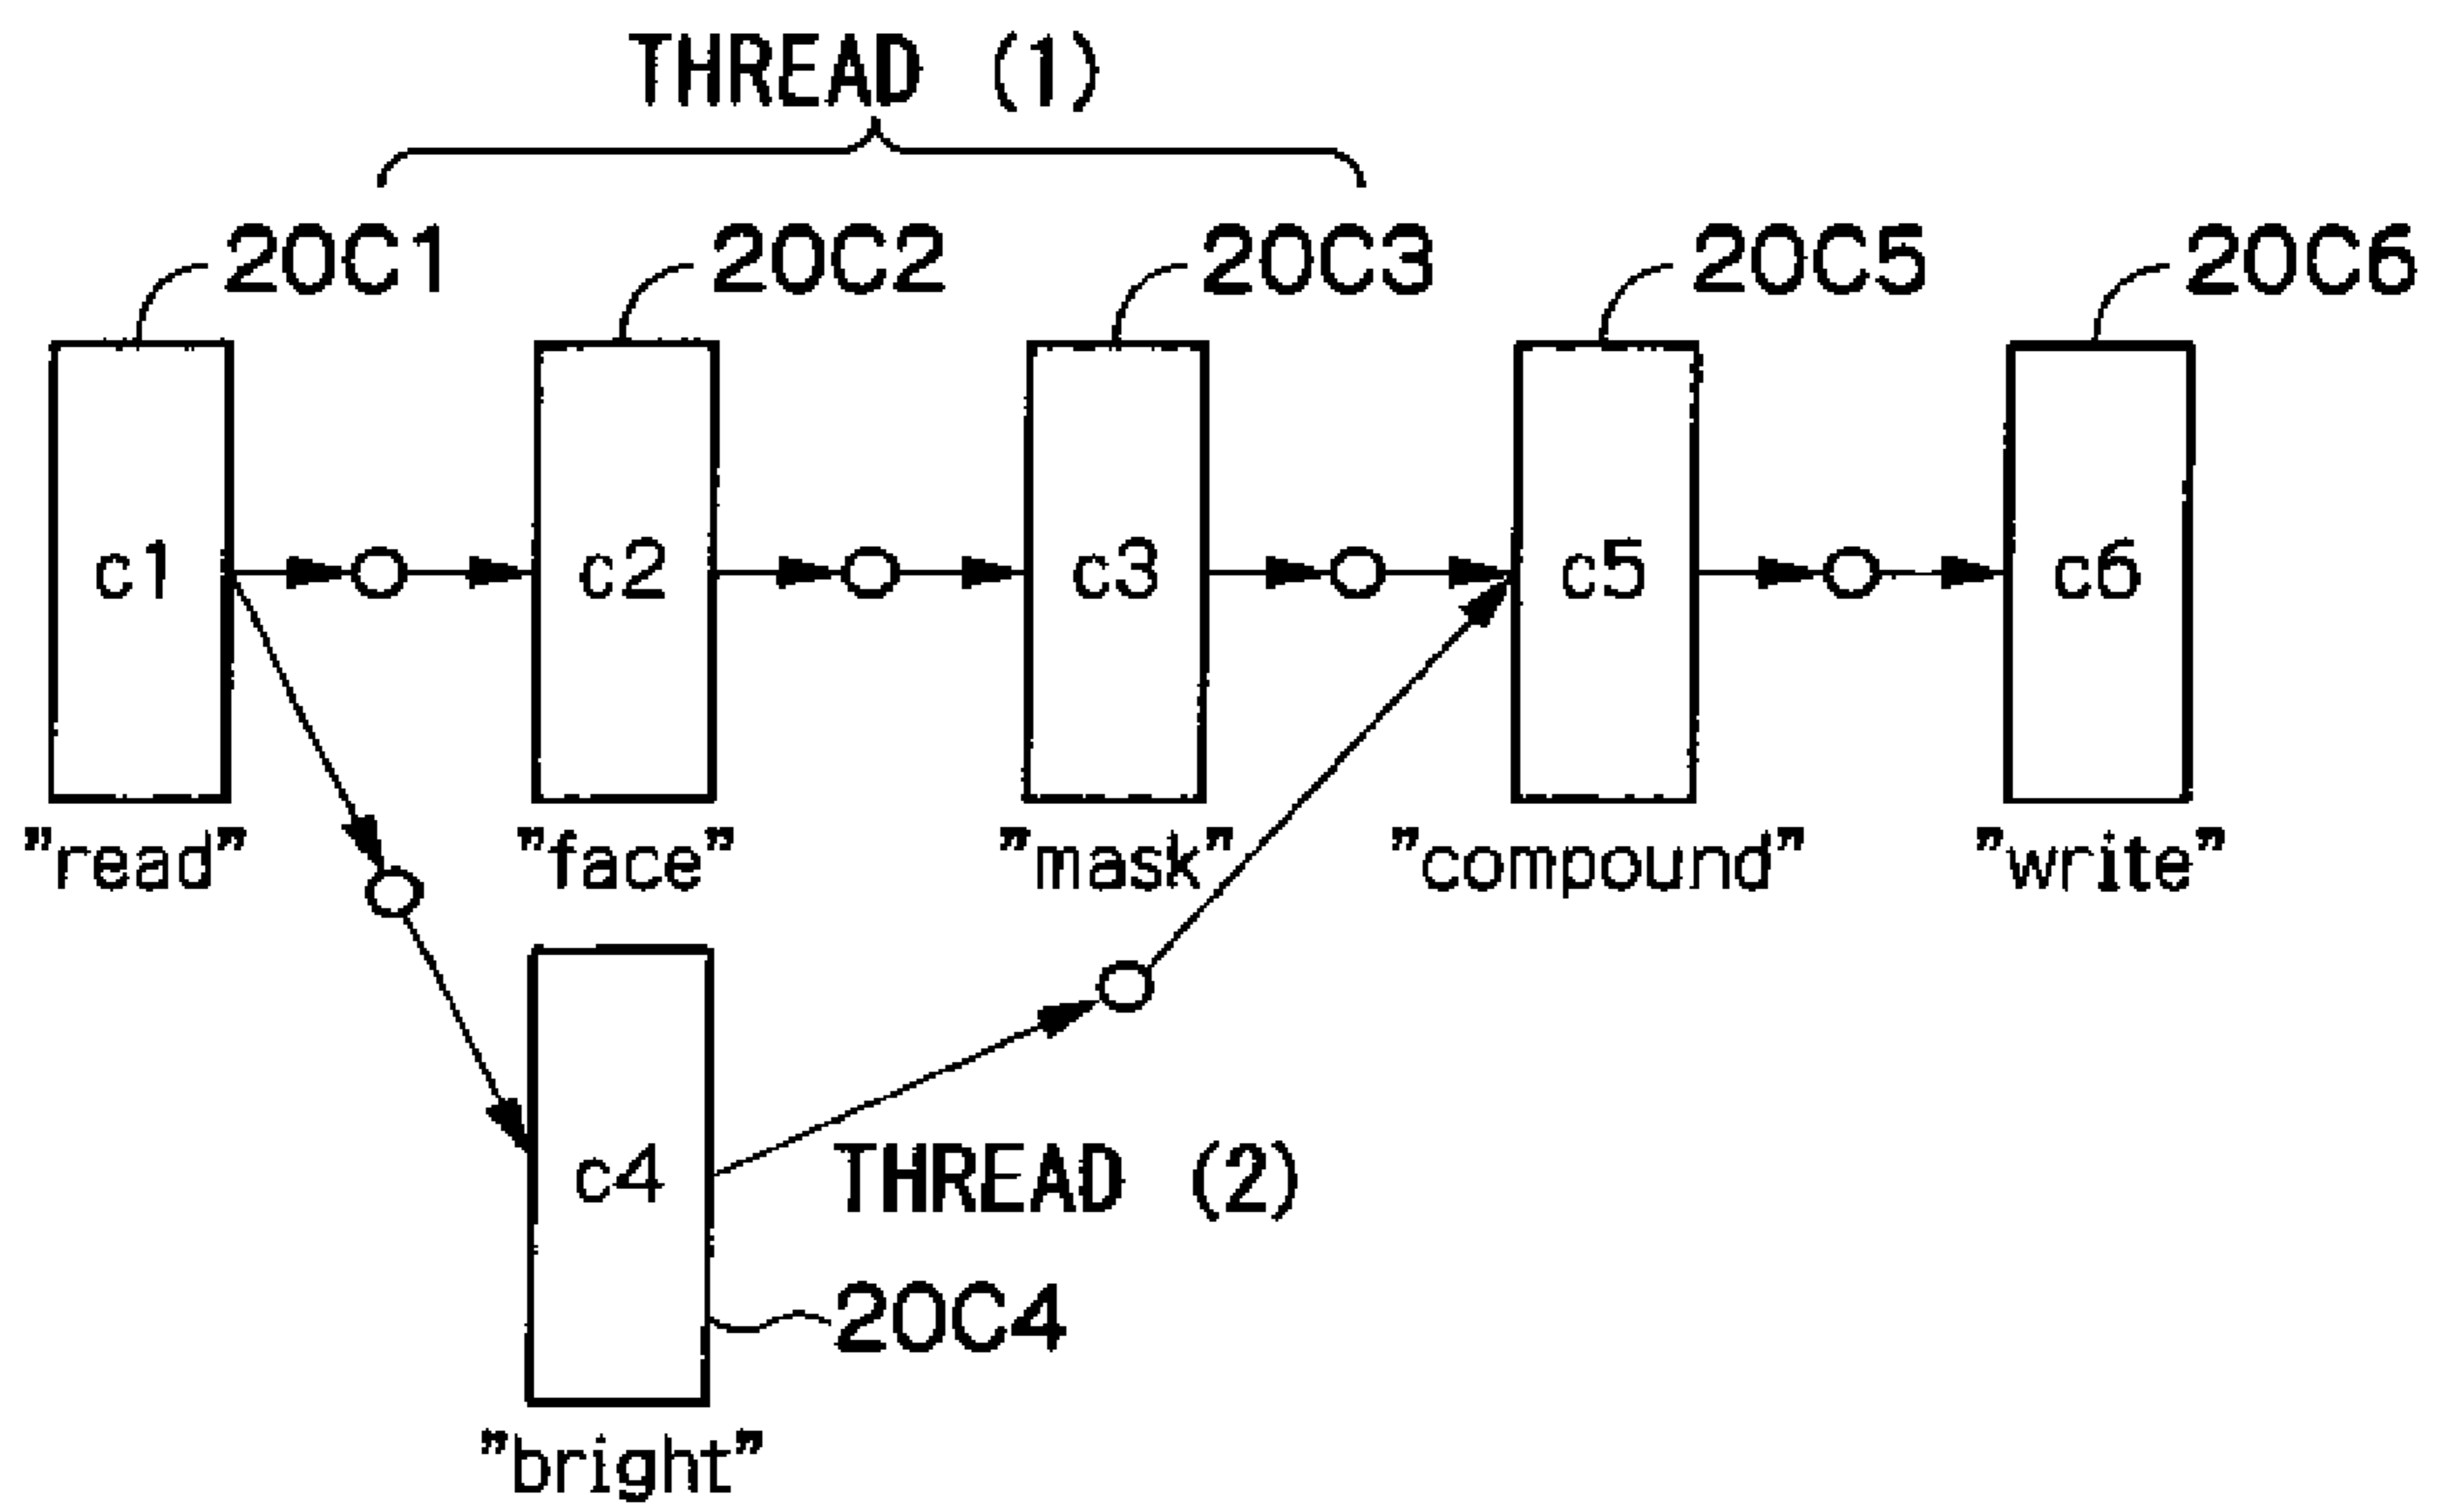 THREAD (1)
20C1 20C2 20C3 20C5 20C6
c1 c2 c3 c5 c6
"read" "face" "mask" "compound" "write"
c4 THREAD (2)
20C4
"bright"